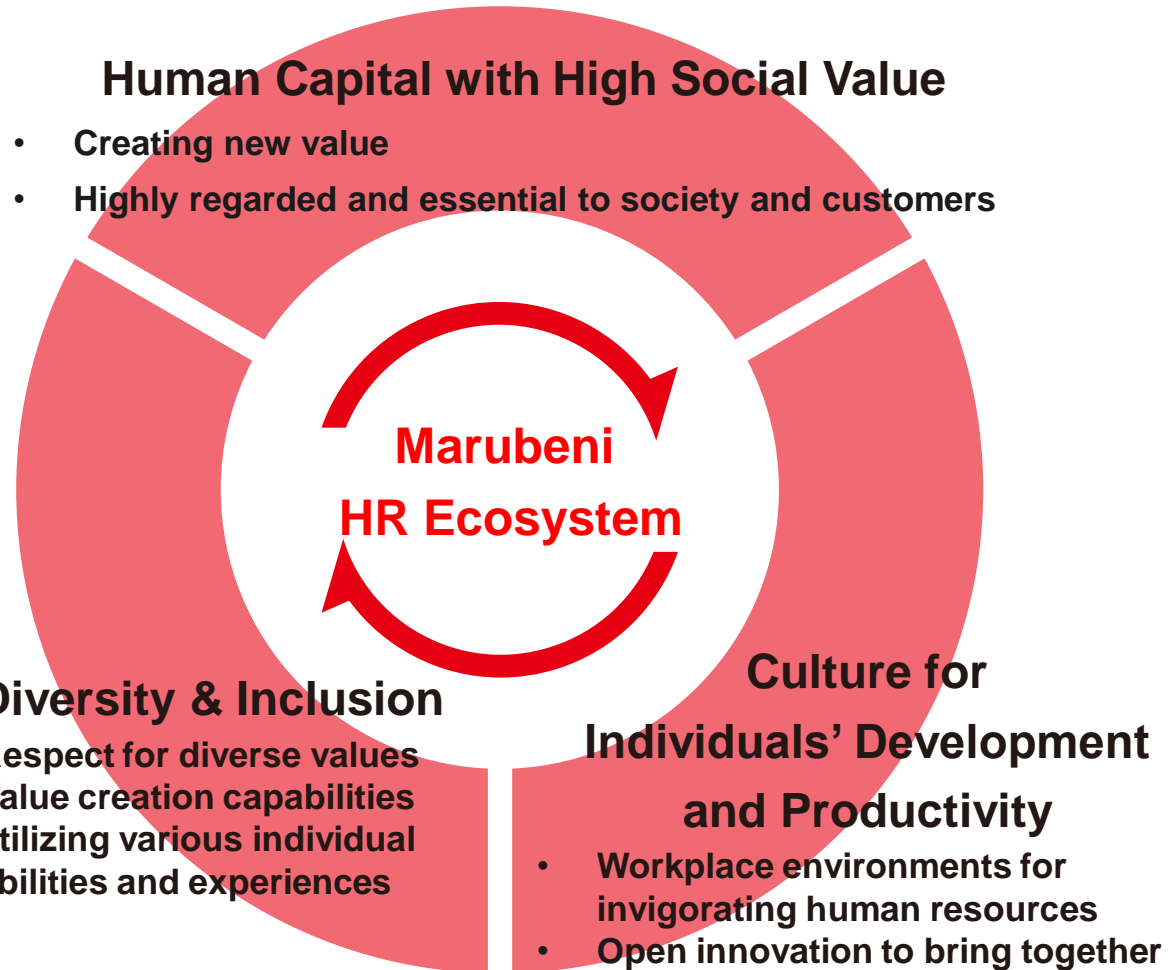 Human Capital with High Social Value
• Creating new value
• Highly regarded and essential to society and customers
Marubeni
HR Ecosystem
Diversity & Inclusion
espect for diverse values
alue creation capabilities
tilizing various individual
bilities and experiences
Culture for
Individuals’ Development
and Productivity
• Workplace environments for
invigorating human resources
• Open innovation to bring together